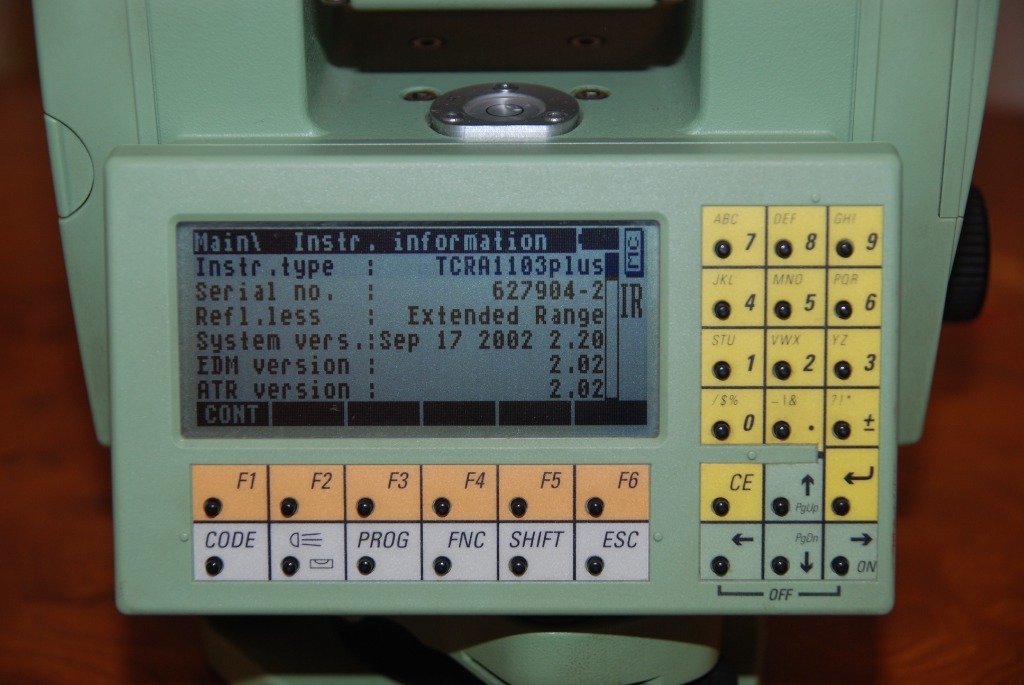 Main\ Instr. information
MC
Instr.type : TCRA1103plus
IR
Serial no. : 627904-2
Refl.less : Extended Range
System vers.:Sep 17 2002 2.20
EDM version : 2.02
ATR version : 2.02
CONT
F1 F2 F3 F4 F5 F6
CODE PROG FNC SHIFT ESC
ABC 7 DEF 8 GHI 9
JKL 4 MNO 5 PQR 6
STU 1 VWX 2 YZ 3
/$% 0 ~|& . ?!* ±
CE ↑ PgUp ↵
← PgDn ↓ → ON
OFF